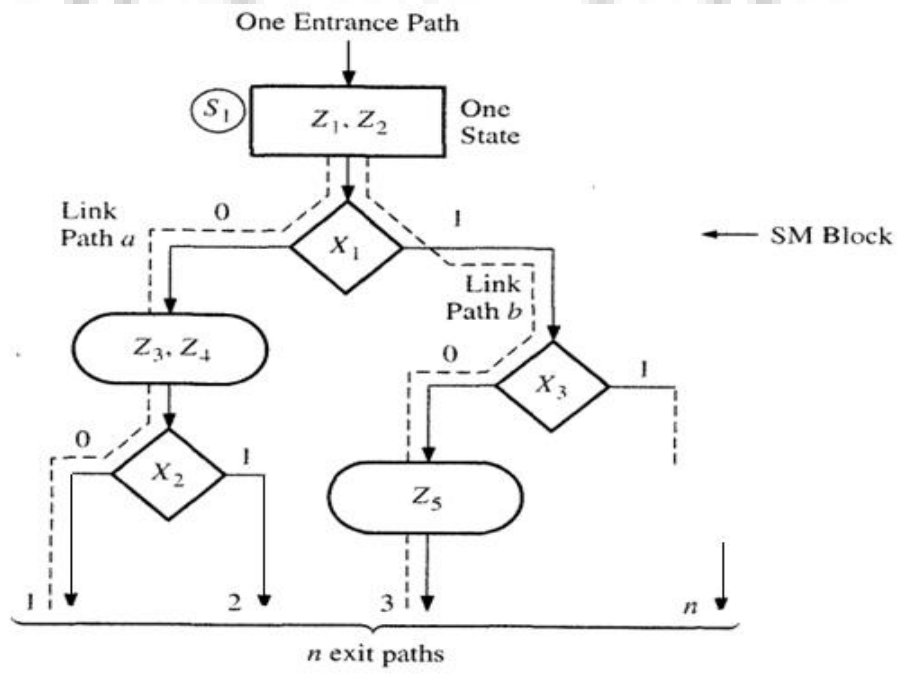 One Entrance Path
S1
Z1, Z2
One
State
Link
Path a
0
X1
1
SM Block
Link
Path b
Z3, Z4
0
X3
1
0
X2
1
Z5
1
2
3
n
n exit paths